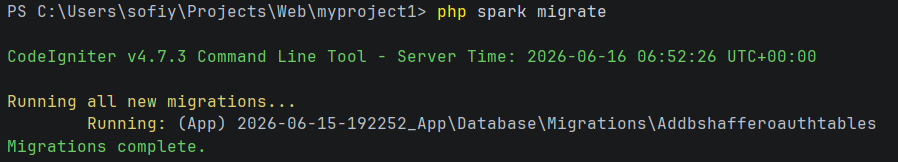 PS C:\Users\sofiy\Projects\Web\myproject1> php spark migrate
CodeIgniter v4.7.3 Command Line Tool - Server Time: 2026-06-16 06:52:26 UTC+00:00
Running all new migrations...
Running: (App) 2026-06-15-192252_App\Database\Migrations\Addbshafferoauthtables
Migrations complete.